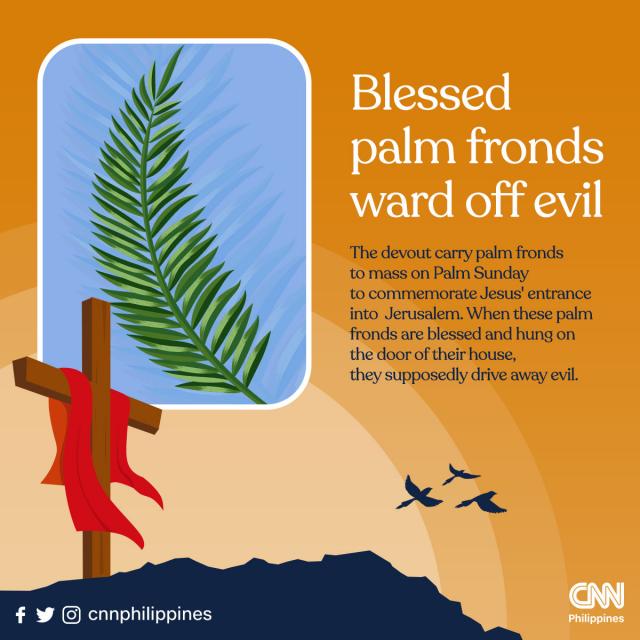 Blessed
palm fronds
ward off evil
The devout carry palm fronds
to mass on Palm Sunday
to commemorate Jesus' entrance
into Jerusalem. When these palm
fronds are blessed and hung on
the door of their house,
they supposedly drive away evil.
cnnphilippines
CNN
Philippines